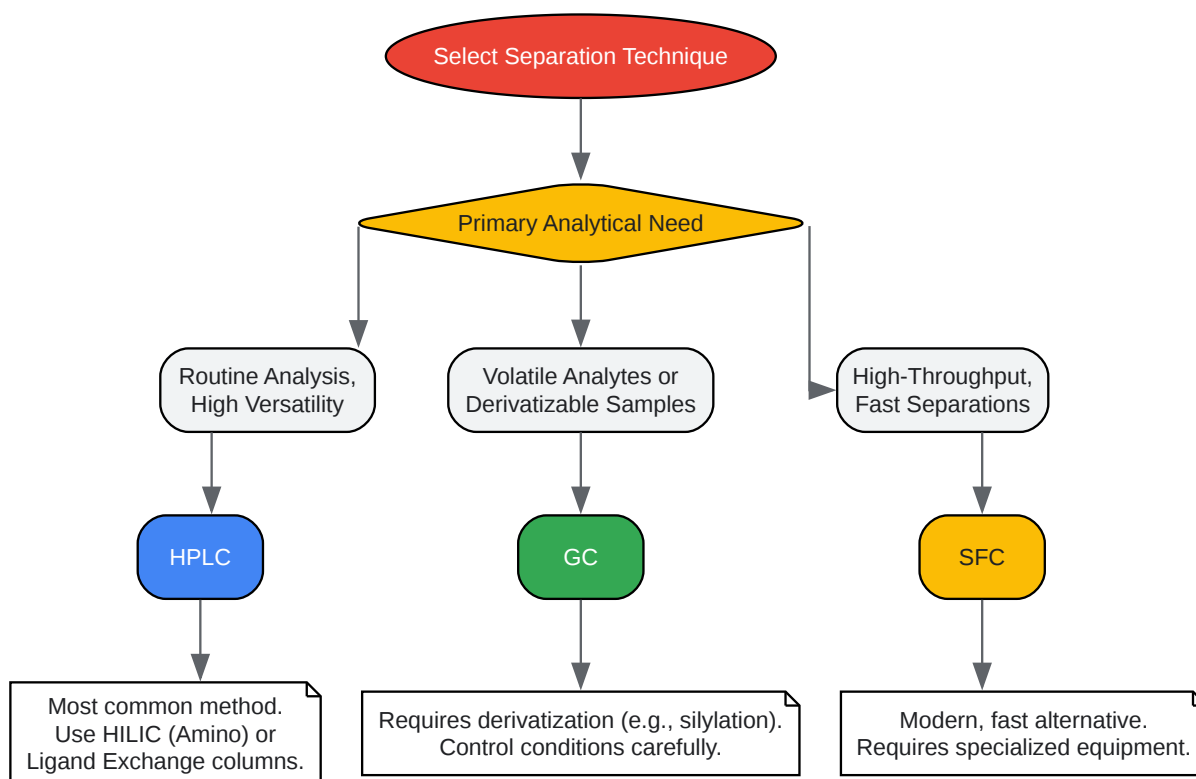 Select Separation Technique
Primary Analytical Need
Routine Analysis,
High Versatility
Volatile Analytes or
Derivatizable Samples
High-Throughput,
Fast Separations
HPLC
GC
SFC
Most common method.
Use HILIC (Amino) or
Ligand Exchange columns.
Requires derivatization (e.g., silylation).
Control conditions carefully.
Modern, fast alternative.
Requires specialized equipment.